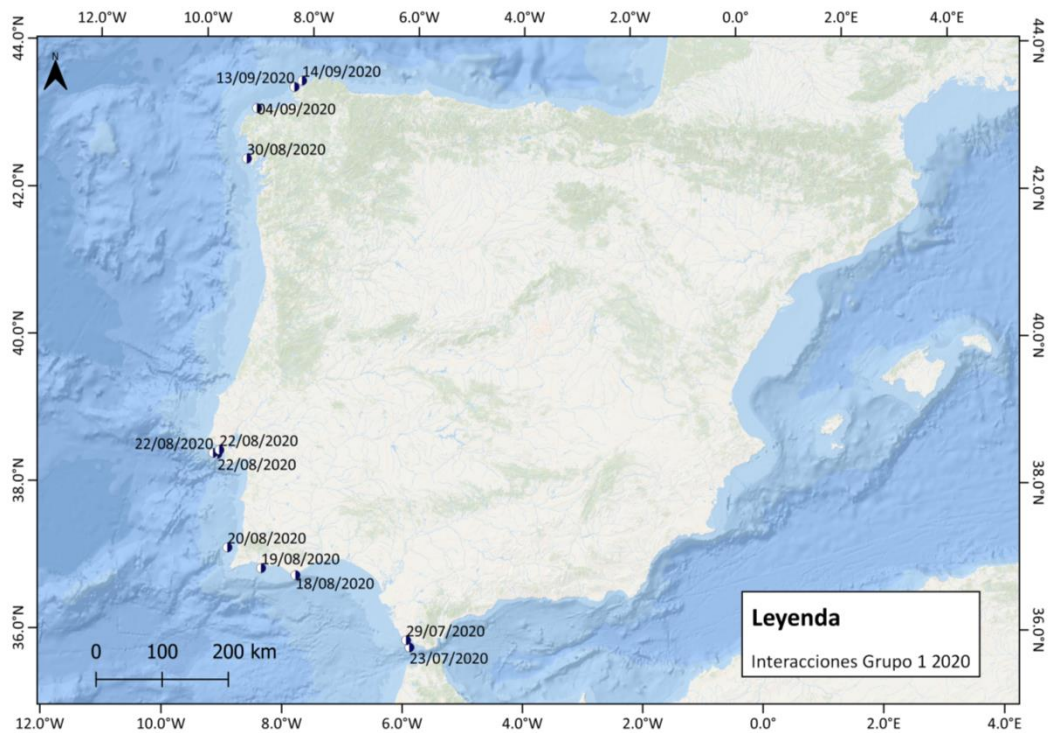 12.0°W 10.0°W 8.0°W 6.0°W 4.0°W 2.0°W 0.0° 2.0°E 4.0°E
44.0°N
44.0°N
N
13/09/2020
14/09/2020
04/09/2020
30/08/2020
42.0°N
42.0°N
40.0°N
40.0°N
22/08/2020
22/08/2020
22/08/2020
38.0°N
38.0°N
20/08/2020
19/08/2020
18/08/2020
36.0°N
36.0°N
29/07/2020
23/07/2020
Leyenda
Interacciones Grupo 1 2020
0 100 200 km
12.0°W 10.0°W 8.0°W 6.0°W 4.0°W 2.0°W 0.0° 2.0°E 4.0°E